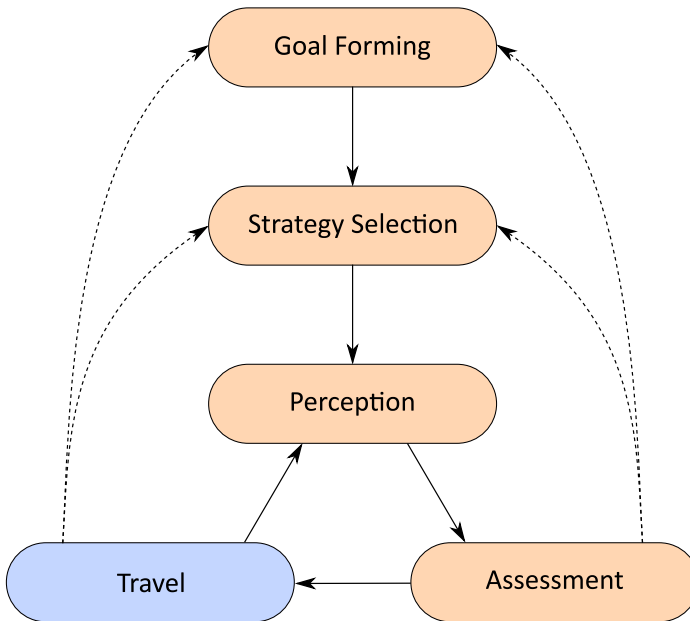 Goal Forming
Strategy Selection
Perception
Travel
Assessment